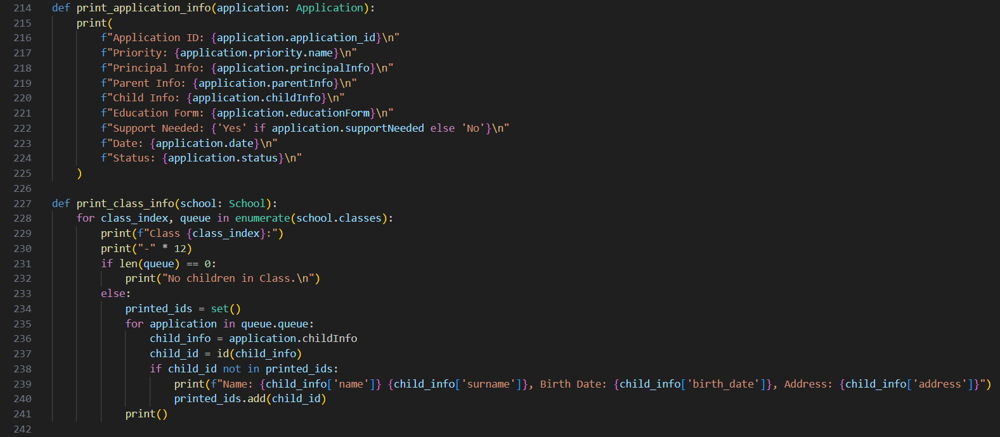 214 def print_application_info(application: Application):
215     print(
216         f"Application ID: {application.application_id}\n"
217         f"Priority: {application.priority.name}\n"
218         f"Principal Info: {application.principalInfo}\n"
219         f"Parent Info: {application.parentInfo}\n"
220         f"Child Info: {application.childInfo}\n"
221         f"Education Form: {application.educationForm}\n"
222         f"Support Needed: {'Yes' if application.supportNeeded else 'No'}\n"
223         f"Date: {application.date}\n"
224         f"Status: {application.status}\n"
225     )
226
227 def print_class_info(school: School):
228     for class_index, queue in enumerate(school.classes):
229         print(f"Class {class_index}:")
230         print("-" * 12)
231         if len(queue) == 0:
232             print("No children in Class.\n")
233         else:
234             printed_ids = set()
235             for application in queue.queue:
236                 child_info = application.childInfo
237                 child_id = id(child_info)
238                 if child_id not in printed_ids:
239                     print(f"Name: {child_info['name']} {child_info['surname']}, Birth Date: {child_info['birth_date']}, Address: {child_info['address']}")
240                     printed_ids.add(child_id)
241             print()
242